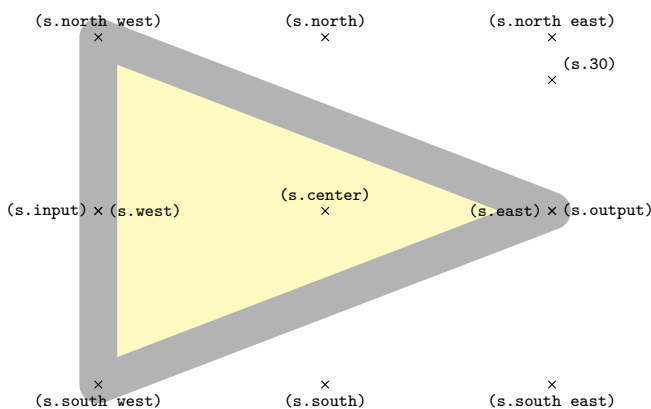 (s.north west) (s.north) (s.north east)
(s.30)
(s.center)
(s.input) (s.west) (s.east) (s.output)
(s.south west) (s.south) (s.south east)